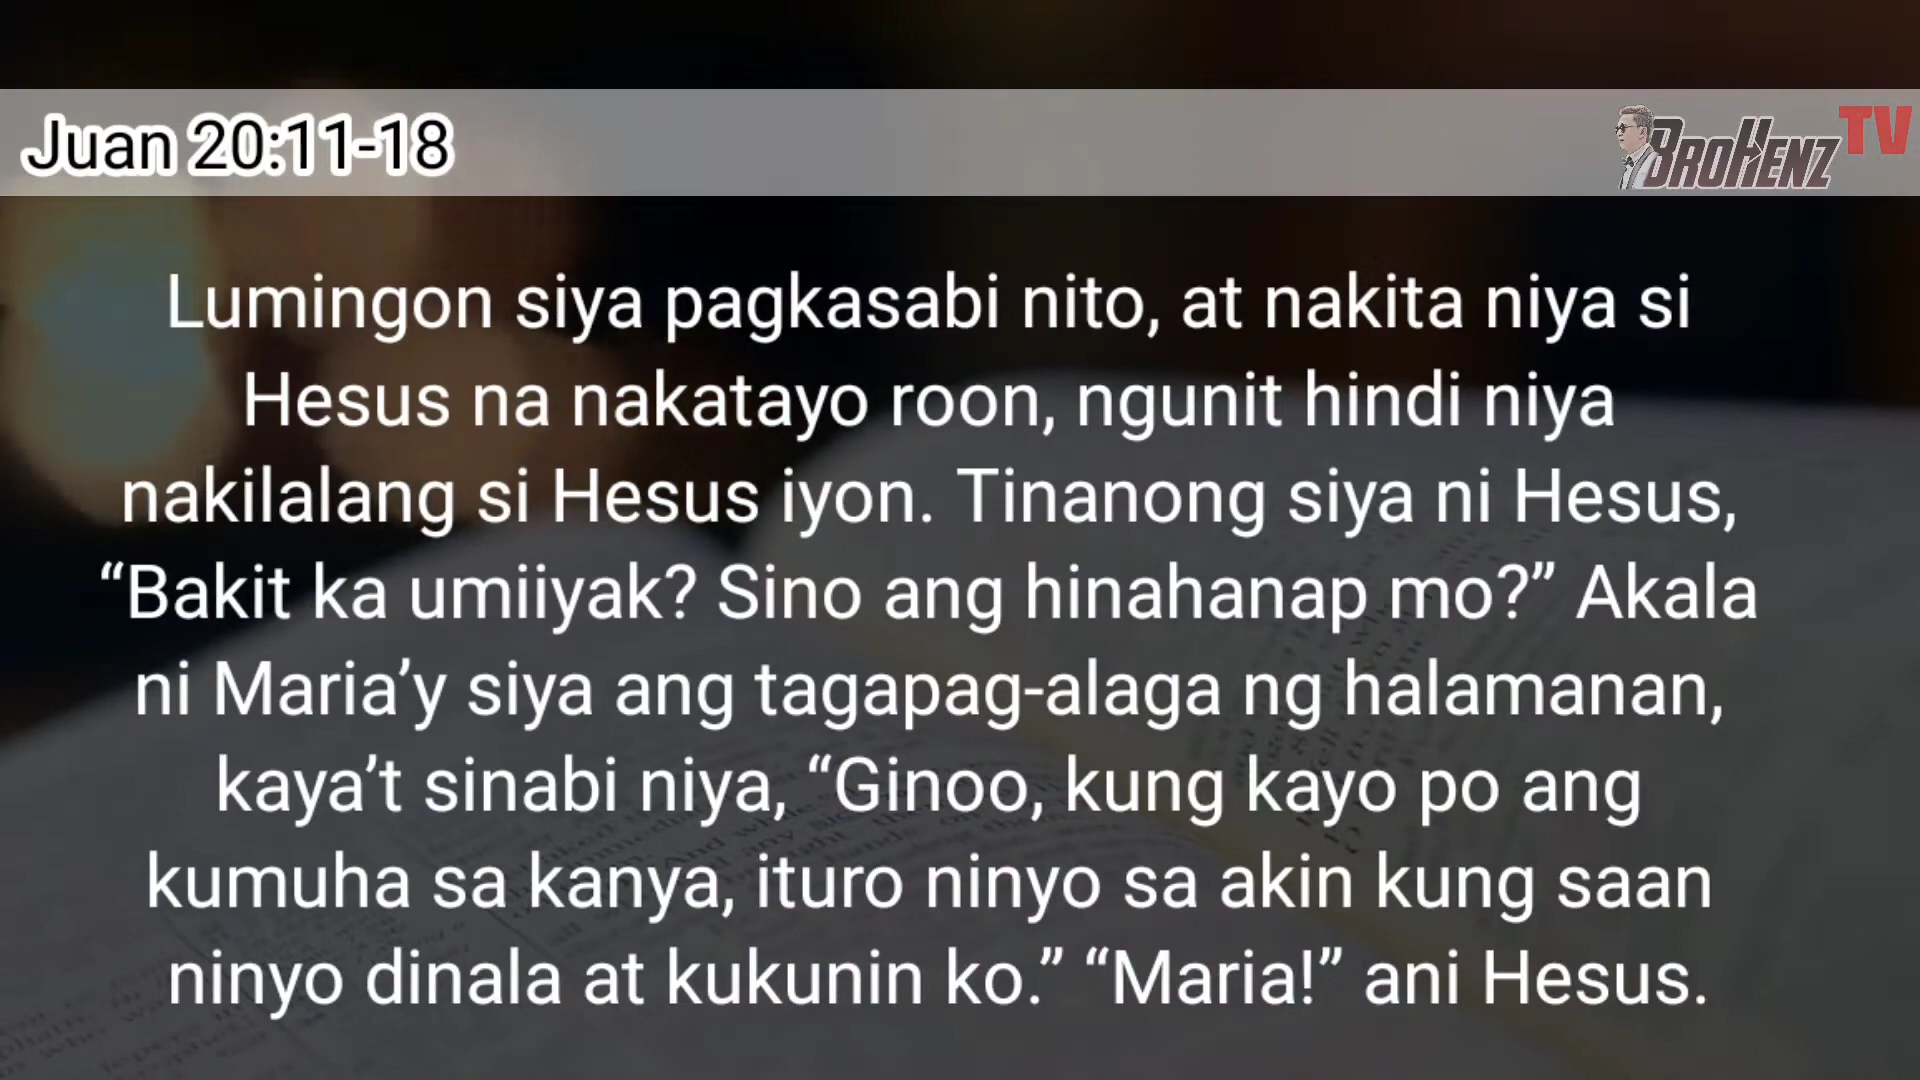 Juan 20:11-18
BROHENZ TV
Lumingon siya pagkasabi nito, at nakita niya si
Hesus na nakatayo roon, ngunit hindi niya
nakilalang si Hesus iyon. Tinanong siya ni Hesus,
“Bakit ka umiiyak? Sino ang hinahanap mo?” Akala
ni Maria’y siya ang tagapag-alaga ng halamanan,
kaya’t sinabi niya, “Ginoo, kung kayo po ang
kumuha sa kanya, ituro ninyo sa akin kung saan
ninyo dinala at kukunin ko.” “Maria!” ani Hesus.